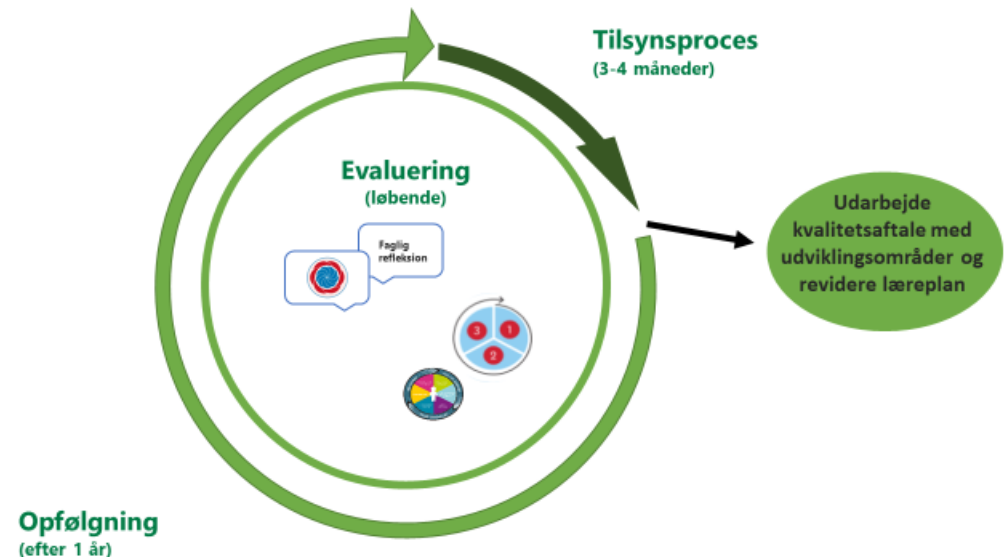 Tilsynsproces
(3-4 måneder)
Evaluering
(løbende)
Faglig
refleksion
3
1
2
Udarbejde
kvalitetsaftale med
udviklingsområder og
revidere læreplan
Opfølgning
(efter 1 år)